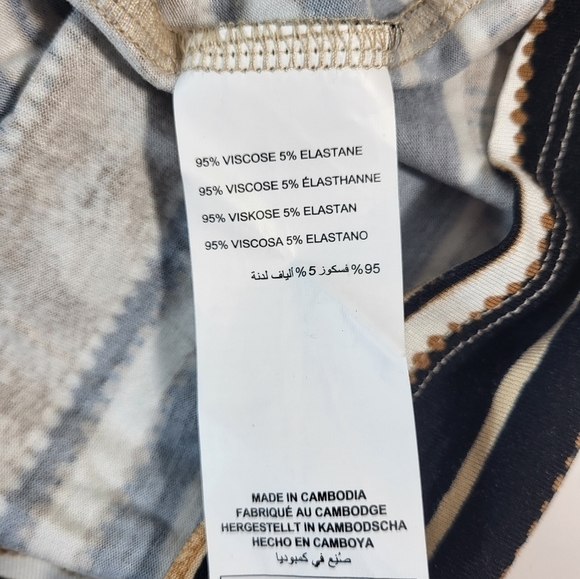 95% VISCOSE 5% ELASTANE
95% VISCOSE 5% ÉLASTHANNE
95% VISKOSE 5% ELASTAN
95% VISCOSA 5% ELASTANO
95% فسكوز 5% ألياف لدنة
MADE IN CAMBODIA
FABRIQUÉ AU CAMBODGE
HERGESTELLT IN KAMBODSCHA
HECHO EN CAMBOYA
صُنِع في كمبوديا